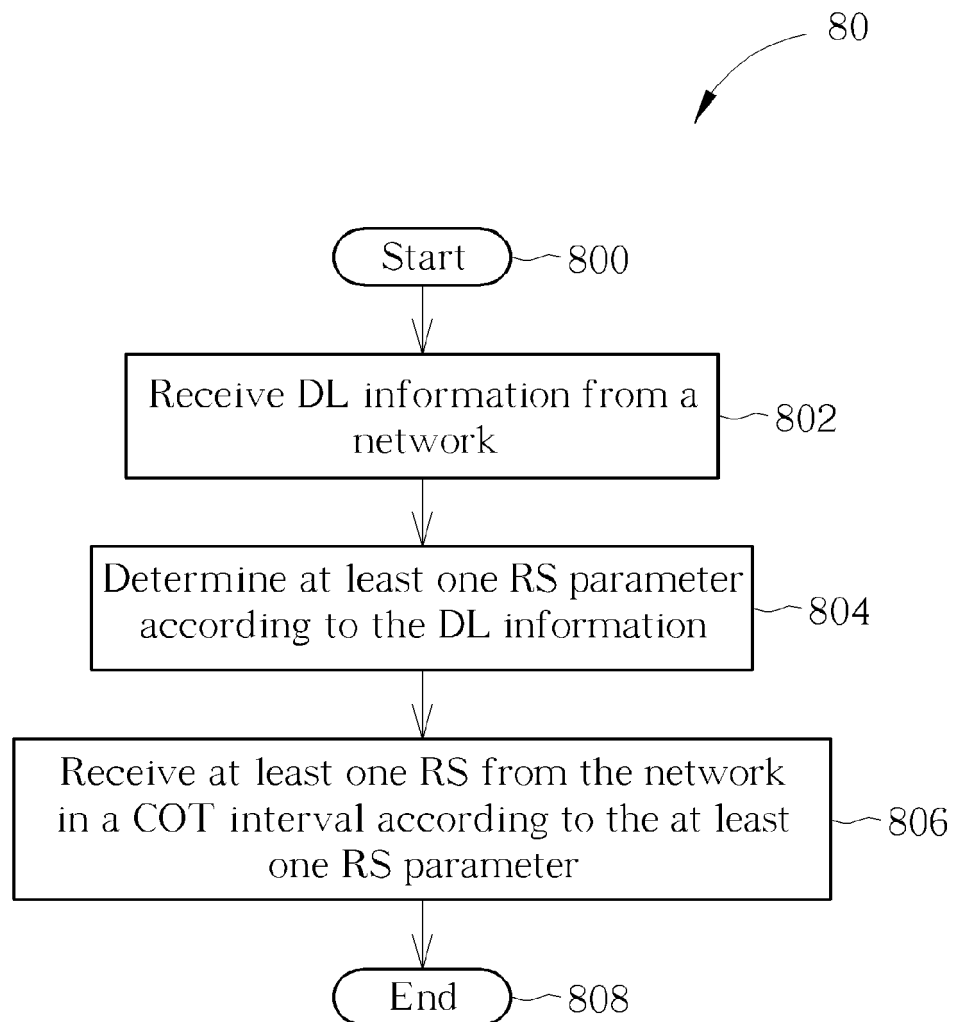 80
Start
800
Receive DL information from a
network
802
Determine at least one RS parameter
according to the DL information
804
Receive at least one RS from the network
in a COT interval according to the at least
one RS parameter
806
End
808